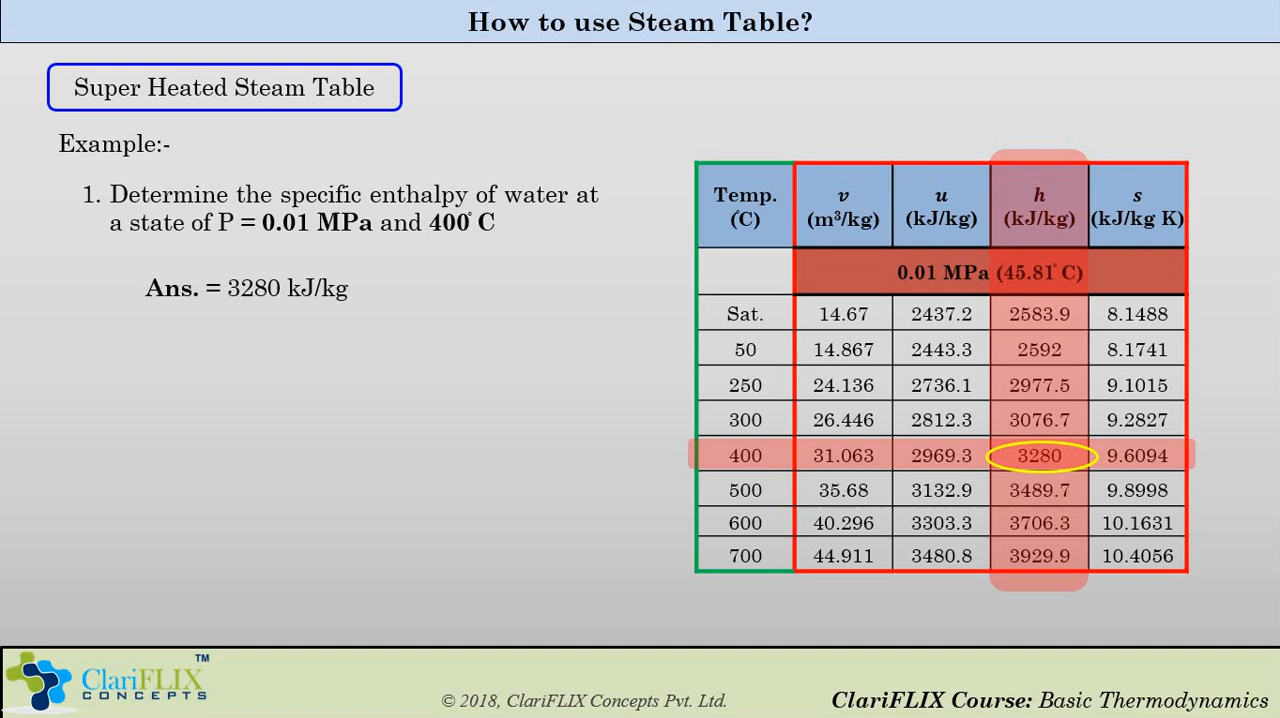 How to use Steam Table?
Super Heated Steam Table
Example:-
1. Determine the specific enthalpy of water at
a state of P = 0.01 MPa and 400°C
Ans. = 3280 kJ/kg
Temp. (°C) v (m³/kg) u (kJ/kg) h (kJ/kg) s (kJ/kg K)
0.01 MPa (45.81°C)
Sat. 14.67 2437.2 2583.9 8.1488
50 14.867 2443.3 2592 8.1741
250 24.136 2736.1 2977.5 9.1015
300 26.446 2812.3 3076.7 9.2827
400 31.063 2969.3 3280 9.6094
500 35.68 3132.9 3489.7 9.8998
600 40.296 3303.3 3706.3 10.1631
700 44.911 3480.8 3929.9 10.4056
ClariFLIX TM
CONCEPTS
© 2018, ClariFLIX Concepts Pvt. Ltd.
ClariFLIX Course: Basic Thermodynamics